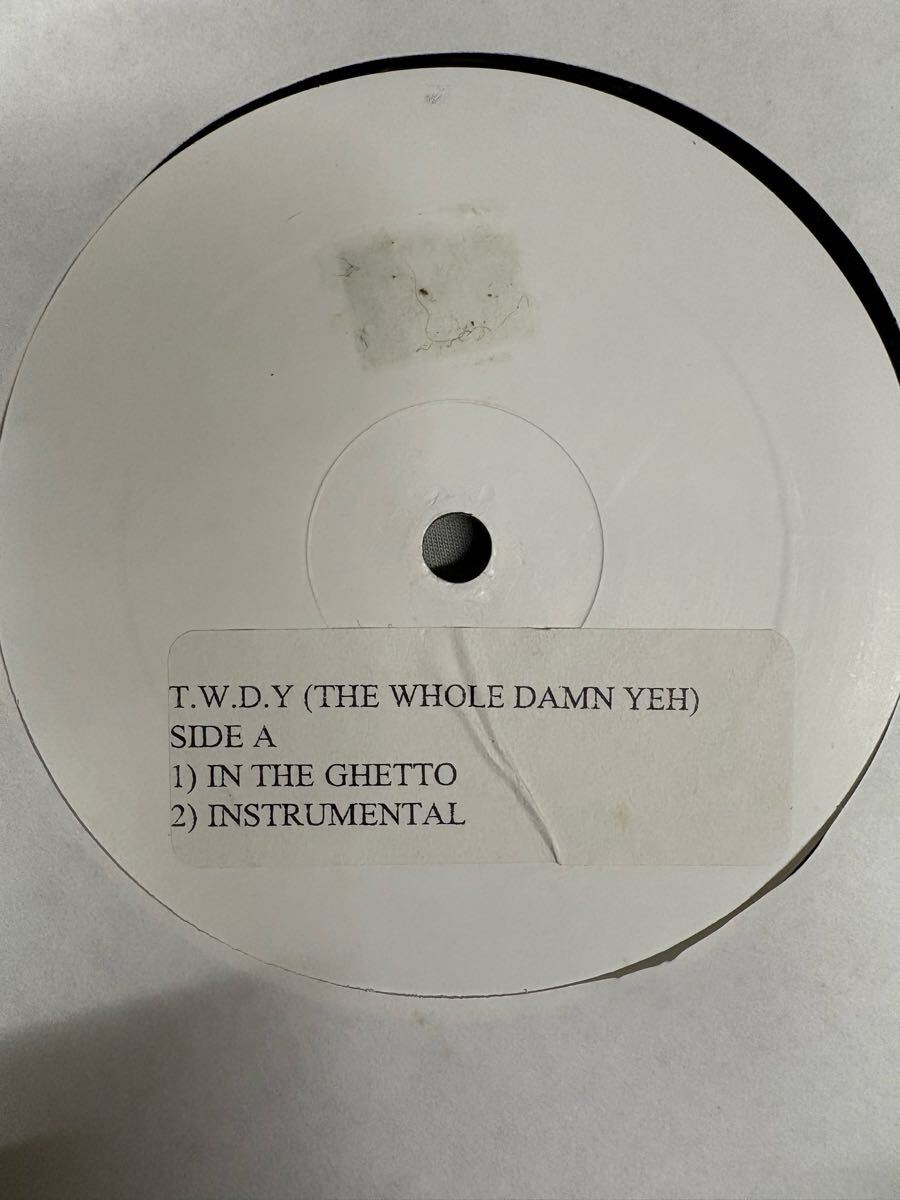 T.W.D.Y (THE WHOLE DAMN YEH)
SIDE A
1) IN THE GHETTO
2) INSTRUMENTAL